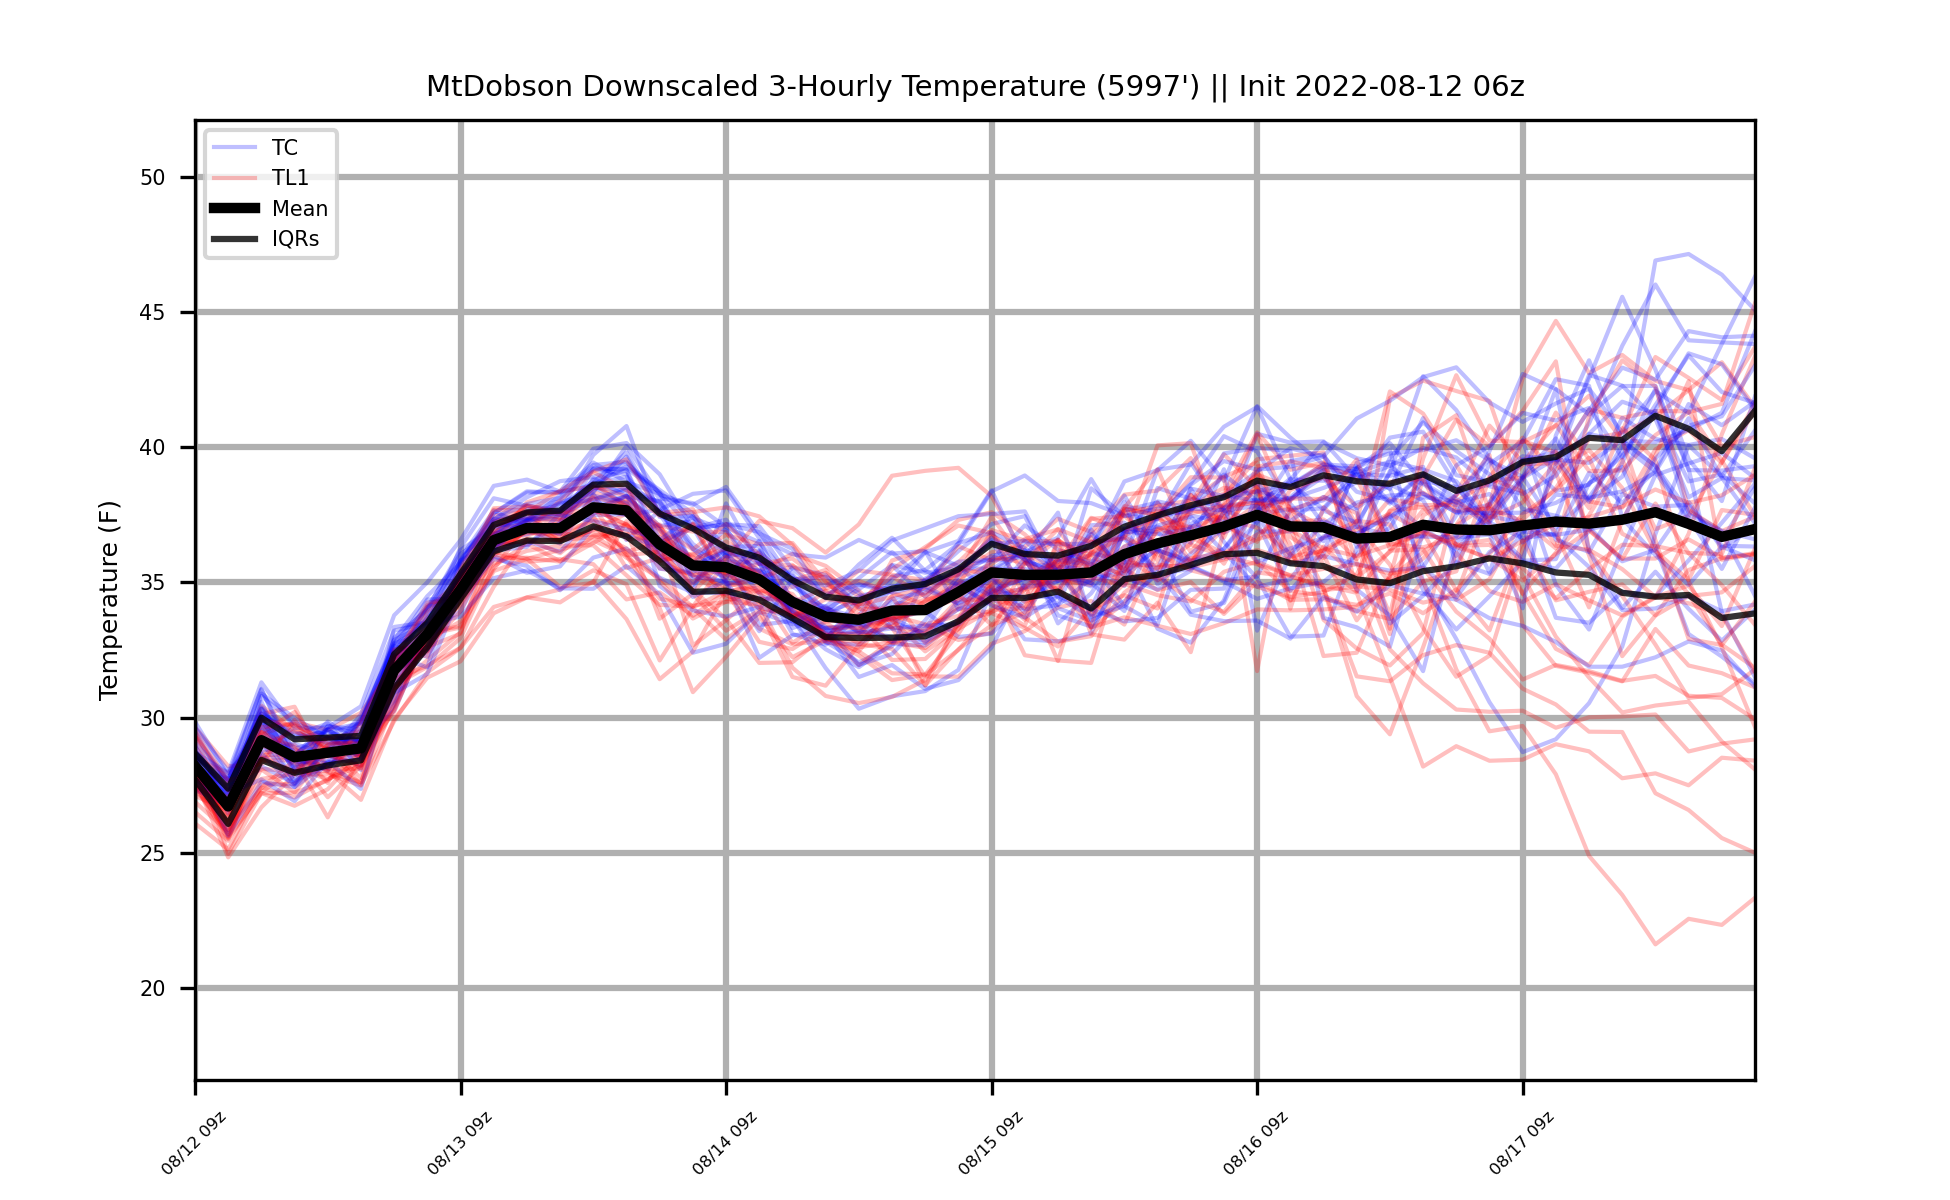 MtDobson Downscaled 3-Hourly Temperature (5997') || Init 2022-08-12 06z
TC
TL1
Mean
IQRs
Temperature (F)
50
45
40
35
30
25
20
08/12 09z
08/13 09z
08/14 09z
08/15 09z
08/16 09z
08/17 09z